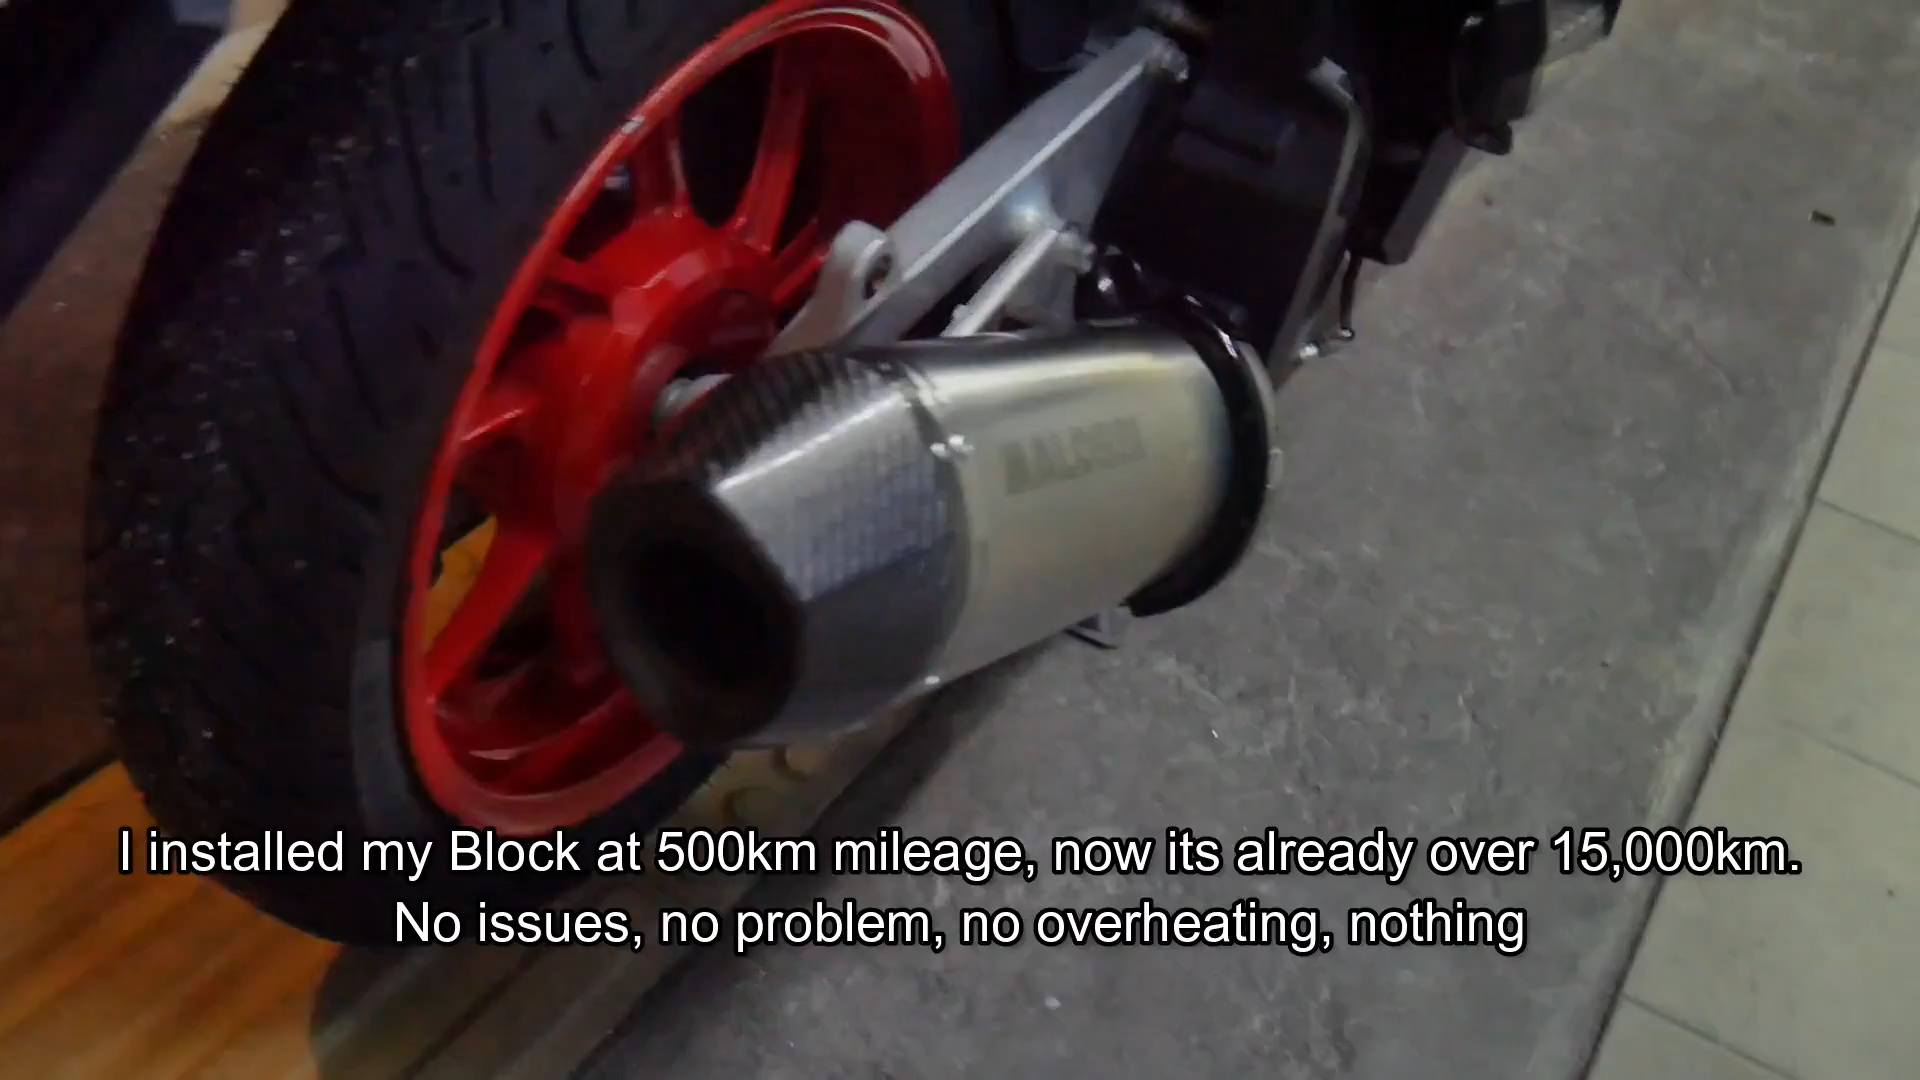 I installed my Block at 500km mileage, now its already over 15,000km.
No issues, no problem, no overheating, nothing